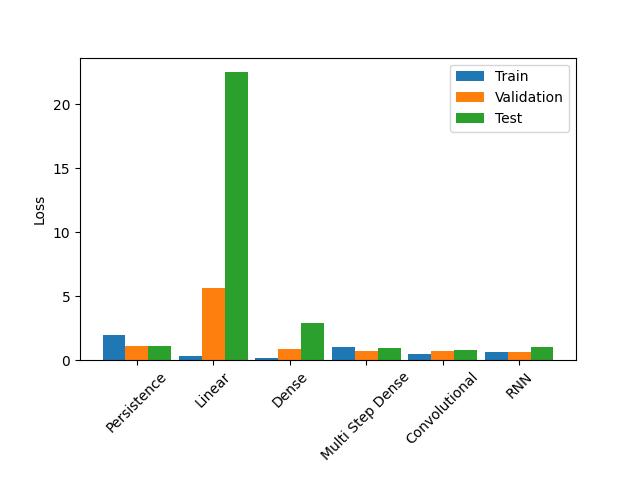 Train
Validation
Test
Loss
20
15
10
5
0
Persistence
Linear
Dense
Multi Step Dense
Convolutional
RNN